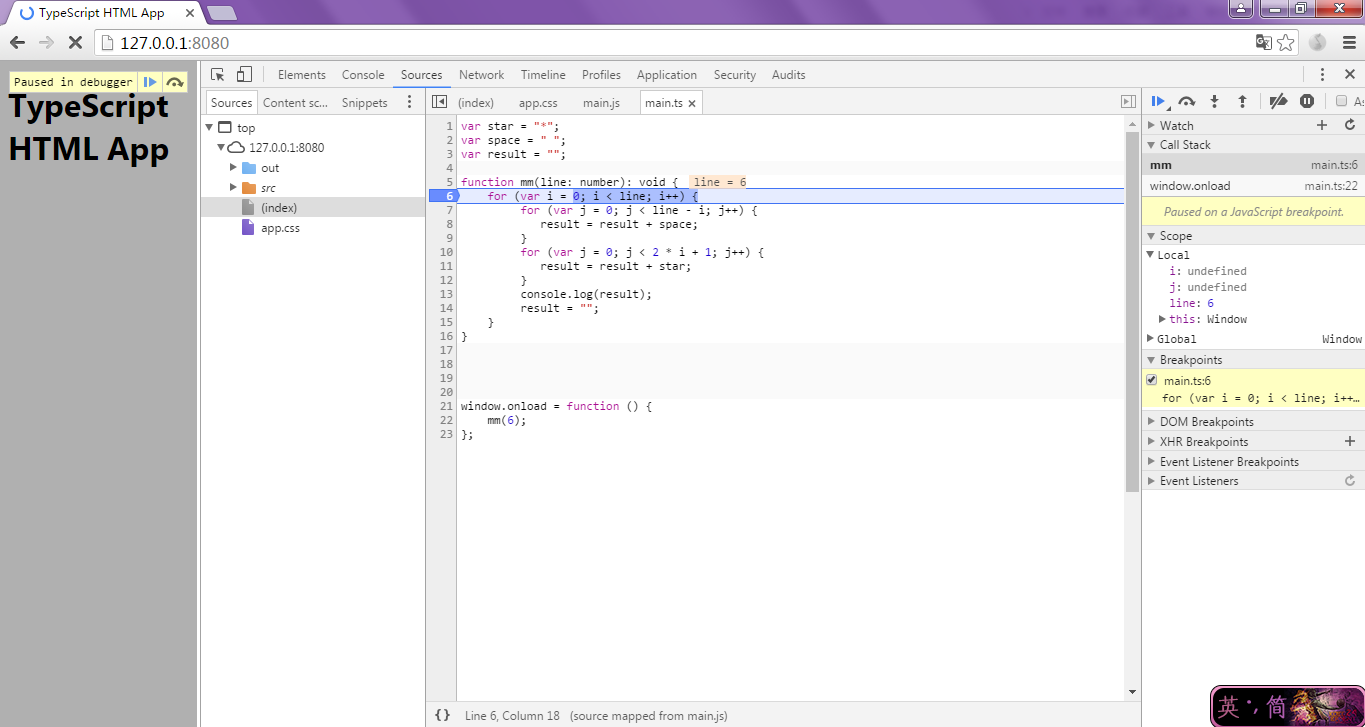 TypeScript HTML App
127.0.0.1:8080
Paused in debugger
TypeScript
HTML App
Elements Console Sources Network Timeline Profiles Application Security Audits
Sources Content sc... Snippets
top
127.0.0.1:8080
out
src
(index)
app.css
(index) app.css main.js main.ts
1 var star = "*";
2 var space = " ";
3 var result = "";
4
5 function mm(line: number): void { line = 6
6 for (var i = 0; i < line; i++) {
7 for (var j = 0; j < line - i; j++) {
8 result = result + space;
9 }
10 for (var j = 0; j < 2 * i + 1; j++) {
11 result = result + star;
12 }
13 console.log(result);
14 result = "";
15 }
16 }
17
18
19
20
21 window.onload = function () {
22 mm(6);
23 };
{} Line 6, Column 18 (source mapped from main.js)
As
Watch
Call Stack
mm main.ts:6
window.onload main.ts:22
Paused on a JavaScript breakpoint.
Scope
Local
i: undefined
j: undefined
line: 6
this: Window
Global Window
Breakpoints
main.ts:6
for (var i = 0; i < line; i++…
DOM Breakpoints
XHR Breakpoints
Event Listener Breakpoints
Event Listeners
英 简